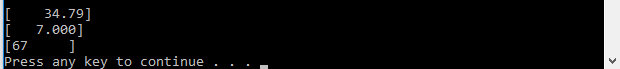 [    34.79]
[   7.000]
[67     ]
Press any key to continue . . .